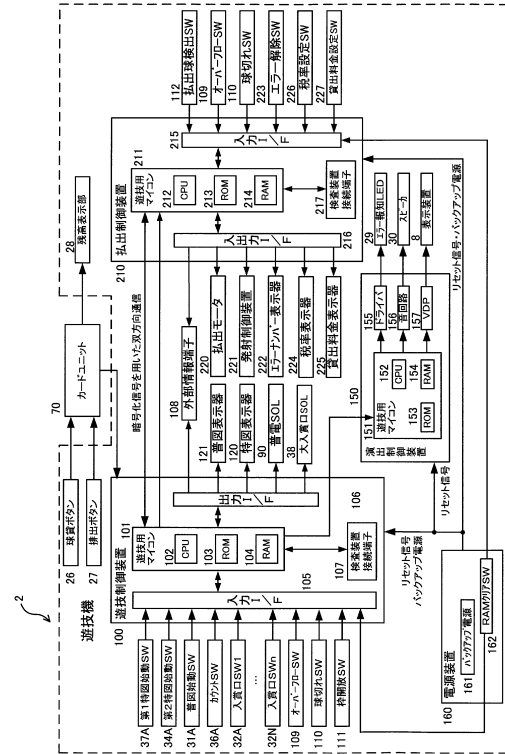 2
遊技機
26 球貸ボタン
27 排出ボタン
70 カードユニット
28 残高表示部
暗号化信号を用いた双方向通信
100 遊技制御装置
101 遊技用マイコン
102 CPU
103 ROM
104 RAM
105 入力I/F
106 出力I/F
107 検査装置接続端子
37A 第1特図始動SW
34A 第2特図始動SW
31A 普図始動SW
36A カウントSW
32A 入賞口SW1
…
32N 入賞口SWn
109 オーバーフローSW
110 球切れSW
111 枠開放SW
108 外部情報端子
121 普図表示器
120 特図表示器
90 普電SOL
38 大入賞口SOL
210 払出制御装置
211 遊技用マイコン
212 CPU
213 ROM
214 RAM
215 入力I/F
216 入出力I/F
217 検査装置接続端子
112 払出球検出SW
109 オーバーフローSW
110 球切れSW
223 エラー解除SW
226 税率設定SW
227 貸出料金設定SW
220 払出モータ
221 発射制御装置
222 エラーナンバー表示器
224 税率表示器
225 貸出料金表示器
150 演出制御装置
151 遊技用マイコン
152 CPU
153 ROM
154 RAM
155 ドライバ
156 音回路
157 VDP
29 エラー報知LED
30 スピーカ
8 表示装置
リセット信号
リセット信号
バックアップ電源
リセット信号・バックアップ電源
160 電源装置
161 バックアップ電源
162 RAMクリアSW